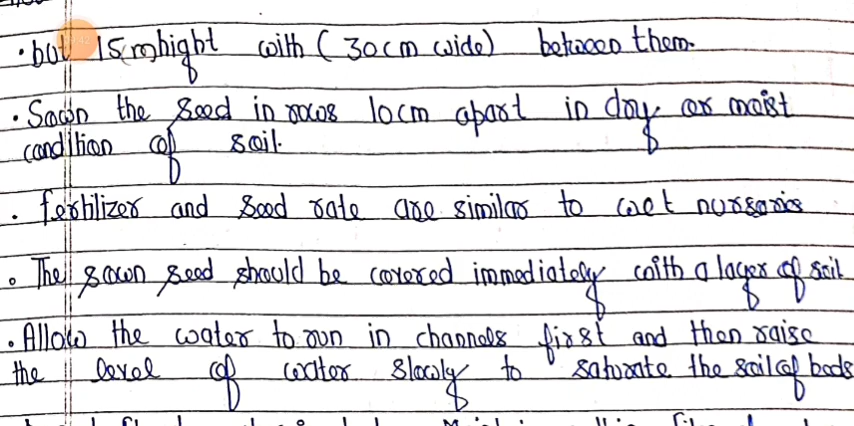 • but 15cm hight with (30cm wide) between them.
• Sown the seed in rows 10cm apart in dry or moist
condition of soil.
• fertilizer and seed rate are similar to wet nurseries
• The sown seed should be covered immediately with a layer of soil
• Allow the water to run in channels first and then raise
the level of water slowly to saturate the soil of beds